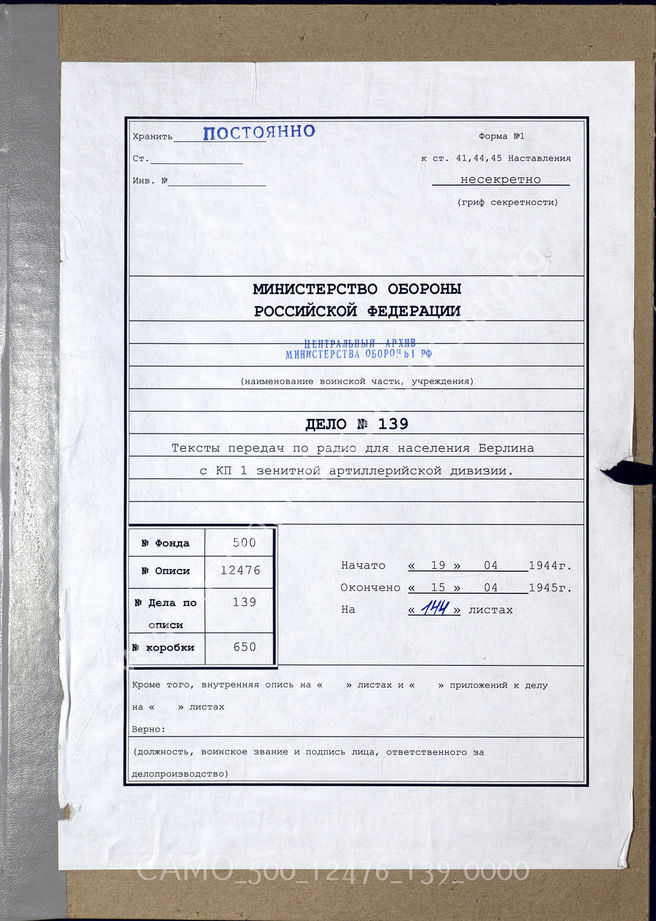 Хранить ПОСТОЯННО
Форма №1
Ст.
к ст. 41,44,45 Наставления
Инв. №
несекретно
(гриф секретности)
МИНИСТЕРСТВО ОБОРОНЫ
РОССИЙСКОЙ ФЕДЕРАЦИИ
ЦЕНТРАЛЬНЫЙ АРХИВ
МИНИСТЕРСТВА ОБОРОНЫ РФ
(наименование воинской части, учреждения)
ДЕЛО № 139
Тексты передач по радио для населения Берлина
с КП 1 зенитной артиллерийской дивизии.
№ Фонда 500
№ Описи 12476
№ Дела по описи 139
№ коробки 650
Начато « 19 » 04 1944г.
Окончено « 15 » 04 1945г.
На « 144 » листах
Кроме того, внутренняя опись на « » листах и « » приложений к делу
на « » листах
Верно:
(должность, воинское звание и подпись лица, ответственного за
делопроизводство)
CAMO_500_12476_139_0000